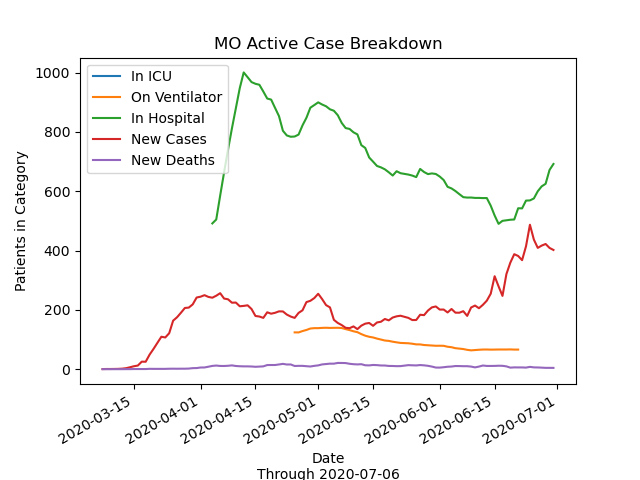 MO Active Case Breakdown
In ICU
On Ventilator
In Hospital
New Cases
New Deaths
Patients in Category
1000
800
600
400
200
0
2020-03-15
2020-04-01
2020-04-15
2020-05-01
2020-05-15
2020-06-01
2020-06-15
2020-07-01
Date
Through 2020-07-06